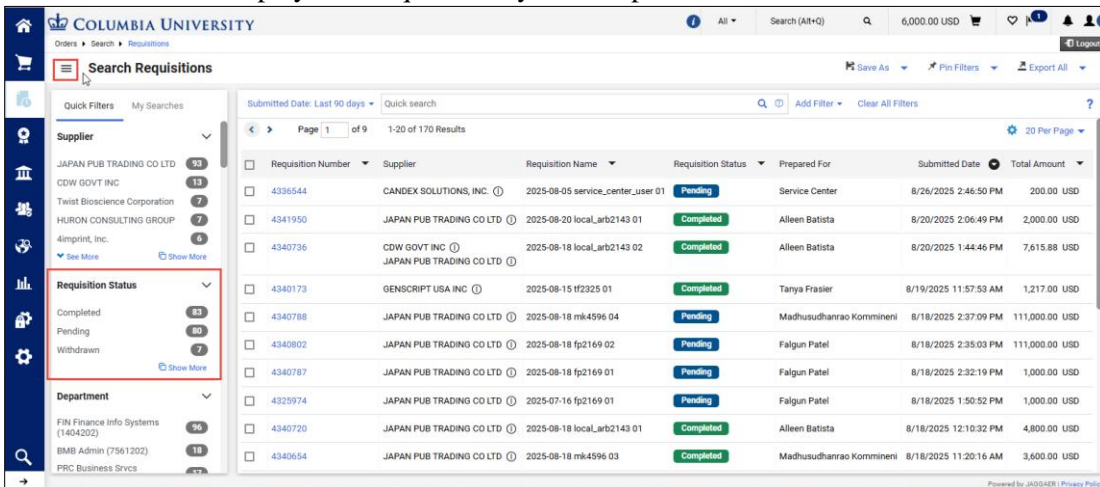 COLUMBIA UNIVERSITY
All
Search (Alt+Q)
6,000.00 USD
1
Orders Search Requisitions
Logout
Search Requisitions
Save As
Pin Filters
Export All
Quick Filters My Searches
Submitted Date: Last 90 days Quick search
Add Filter
Clear All Filters
?
Page 1 of 9 1-20 of 170 Results
20 Per Page
Supplier
JAPAN PUB TRADING CO LTD 93
CDW GOVT INC 13
Twist Bioscience Corporation 7
HURON CONSULTING GROUP 7
4imprint, Inc. 6
See More Show More
Requisition Status
Completed 83
Pending 80
Withdrawn 7
Show More
Department
FIN Finance Info Systems (1404202) 96
BMB Admin (7561202) 18
PRC Business Srvcs
Requisition Number Supplier Requisition Name Requisition Status Prepared For Submitted Date Total Amount
4336544 CANDEX SOLUTIONS, INC. 2025-08-05 service_center_user 01 Pending Service Center 8/26/2025 2:46:50 PM 200.00 USD
4341950 JAPAN PUB TRADING CO LTD 2025-08-20 local_arb2143 01 Completed Alleen Batista 8/20/2025 2:06:49 PM 2,000.00 USD
4340736 CDW GOVT INC 2025-08-18 local_arb2143 02 Completed Alleen Batista 8/20/2025 1:44:46 PM 7,615.88 USD
JAPAN PUB TRADING CO LTD
4340173 GENSCRIPT USA INC 2025-08-15 tf2325 01 Completed Tanya Frasier 8/19/2025 11:57:53 AM 1,217.00 USD
4340788 JAPAN PUB TRADING CO LTD 2025-08-18 mk4596 04 Pending Madhusudhanrao Kommineni 8/18/2025 2:37:09 PM 111,000.00 USD
4340802 JAPAN PUB TRADING CO LTD 2025-08-18 fp2169 02 Pending Falgun Patel 8/18/2025 2:35:03 PM 111,000.00 USD
4340787 JAPAN PUB TRADING CO LTD 2025-08-18 fp2169 01 Pending Falgun Patel 8/18/2025 2:32:19 PM 1,000.00 USD
4325974 JAPAN PUB TRADING CO LTD 2025-07-16 fp2169 01 Pending Falgun Patel 8/18/2025 1:50:52 PM 1,000.00 USD
4340720 JAPAN PUB TRADING CO LTD 2025-08-18 local_arb2143 01 Completed Alleen Batista 8/18/2025 12:10:32 PM 4,800.00 USD
4340654 JAPAN PUB TRADING CO LTD 2025-08-18 mk4596 03 Completed Madhusudhanrao Kommineni 8/18/2025 11:20:16 AM 3,600.00 USD
Powered by JAGGAER | Privacy Policy